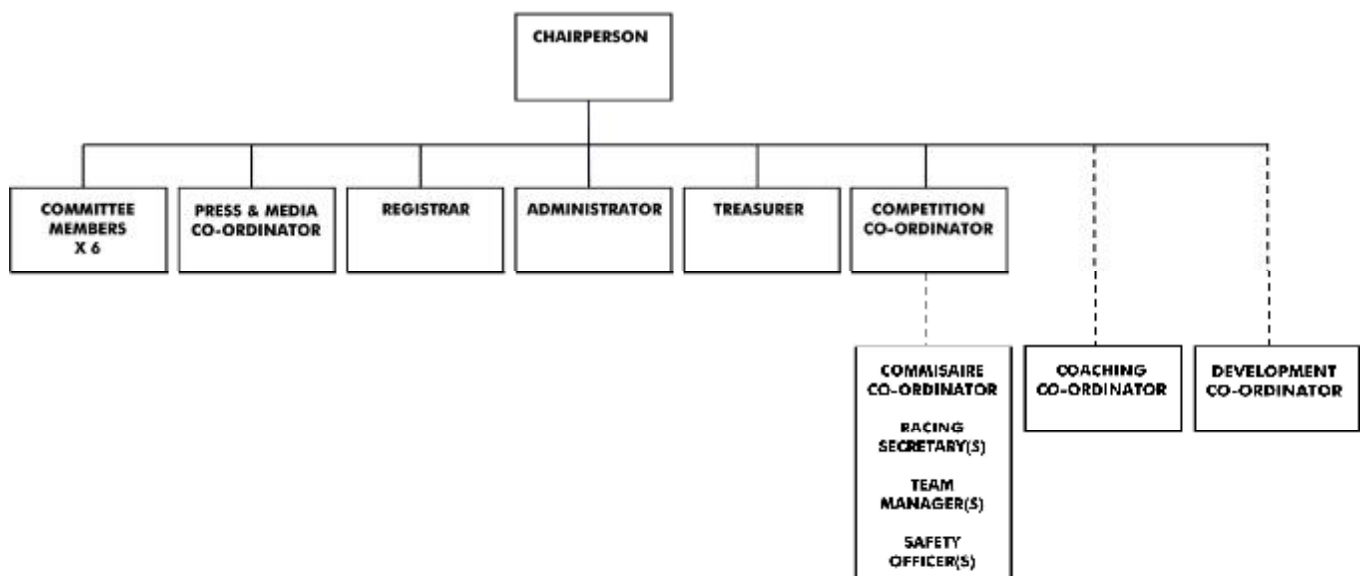 CHAIRPERSON
COMMITTEE
MEMBERS
X 6
PRESS & MEDIA
CO-ORDINATOR
REGISTRAR
ADMINISTRATOR
TREASURER
COMPETITION
CO-ORDINATOR
COMMISAIRE
CO-ORDINATOR
RACING
SECRETARY(S)
TEAM
MANAGER(S)
SAFETY
OFFICER(S)
COACHING
CO-ORDINATOR
DEVELOPMENT
CO-ORDINATOR